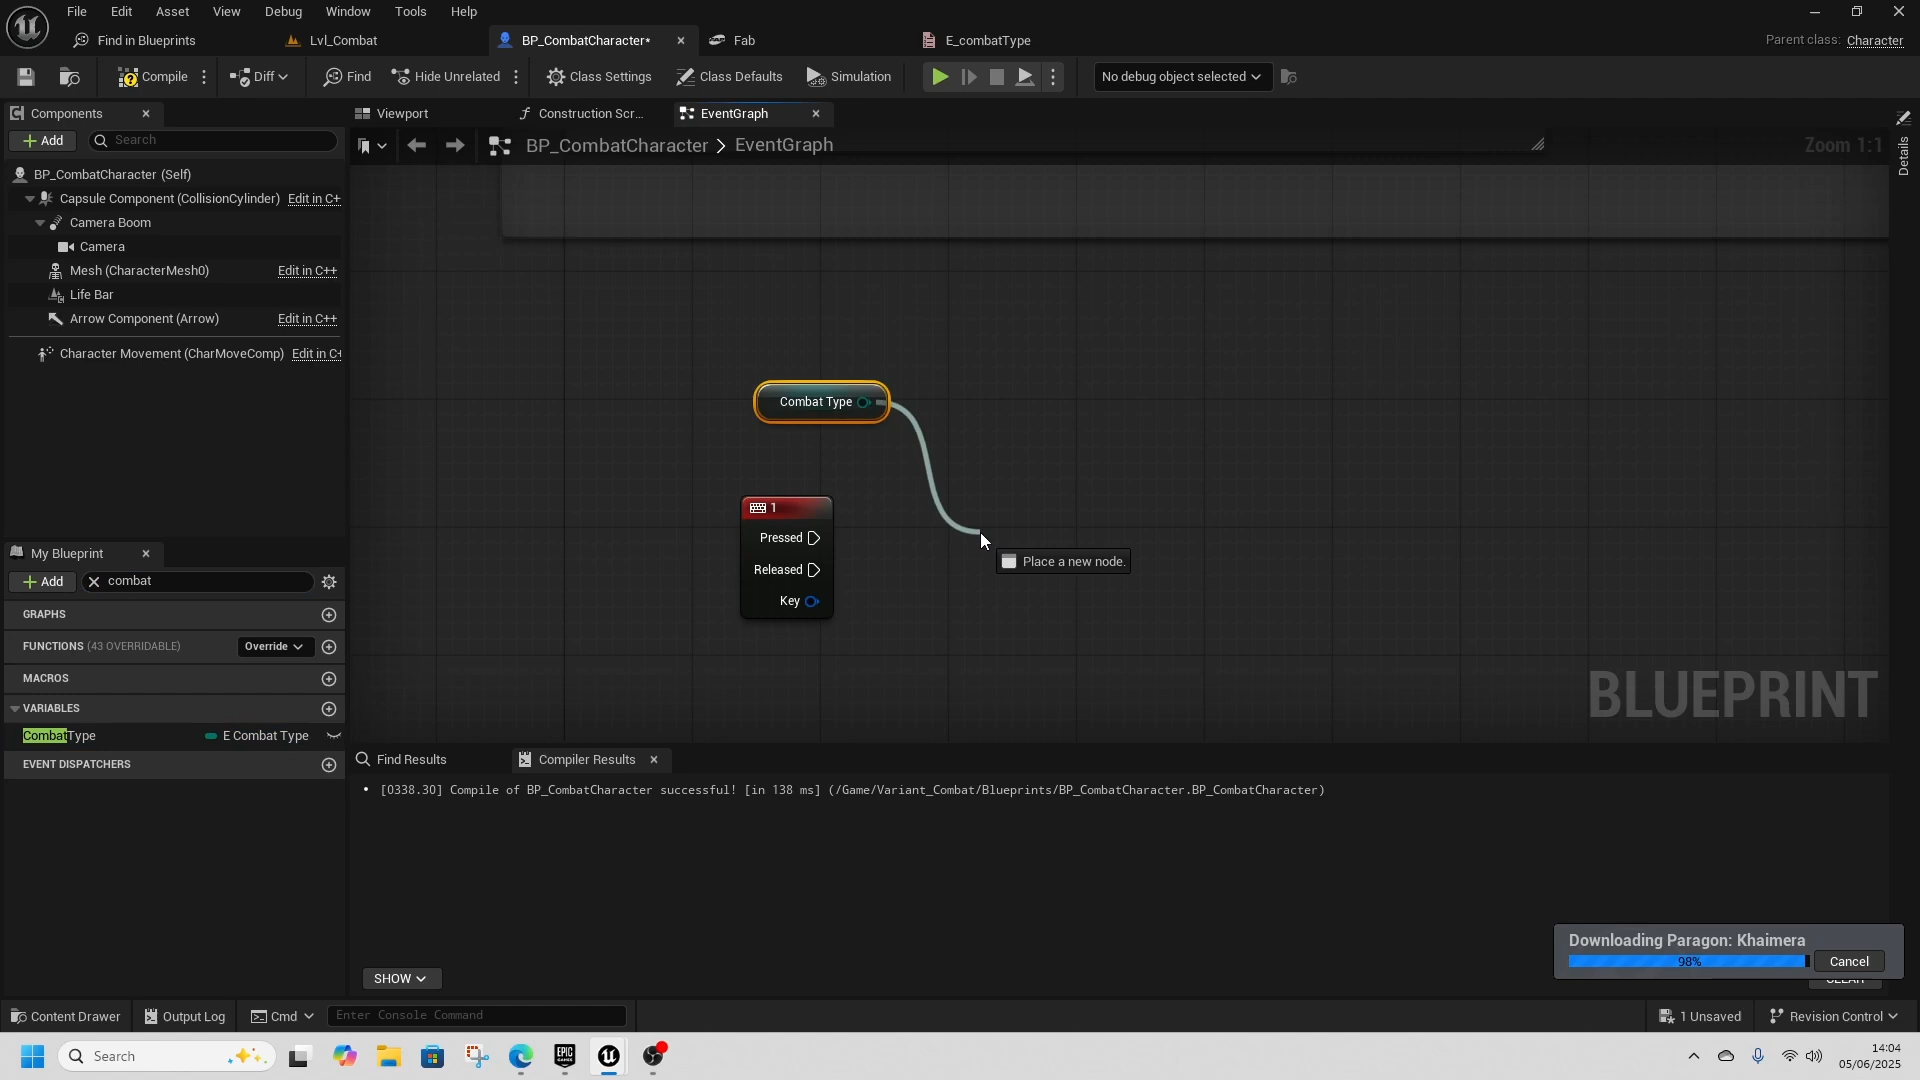 File Edit Asset View Debug Window Tools Help
Find in Blueprints Lvl_Combat BP_CombatCharacter* Fab E_combatType Parent class: Character
Compile Diff Find Hide Unrelated Class Settings Class Defaults Simulation No debug object selected
Components Viewport Construction Scr... EventGraph
Add Search BP_CombatCharacter > EventGraph Zoom 1:1
Details
BP_CombatCharacter (Self)
Capsule Component (CollisionCylinder) Edit in C+
Camera Boom
Camera
Mesh (CharacterMesh0) Edit in C++
Life Bar
Arrow Component (Arrow) Edit in C++
Character Movement (CharMoveComp) Edit in C+
Combat Type
1
Pressed
Released
Key
Place a new node.
BLUEPRINT
My Blueprint
Add combat
GRAPHS
FUNCTIONS (43 OVERRIDABLE) Override
MACROS
VARIABLES
CombatType E Combat Type
EVENT DISPATCHERS
Find Results Compiler Results
• [0338.30] Compile of BP_CombatCharacter successful! [in 138 ms] (/Game/Variant_Combat/Blueprints/BP_CombatCharacter.BP_CombatCharacter)
Downloading Paragon: Khaimera
98% Cancel
SHOW CLEAR
Content Drawer Output Log Cmd Enter Console Command 1 Unsaved Revision Control
Search
EPIC GAMES
14:04
05/06/2025